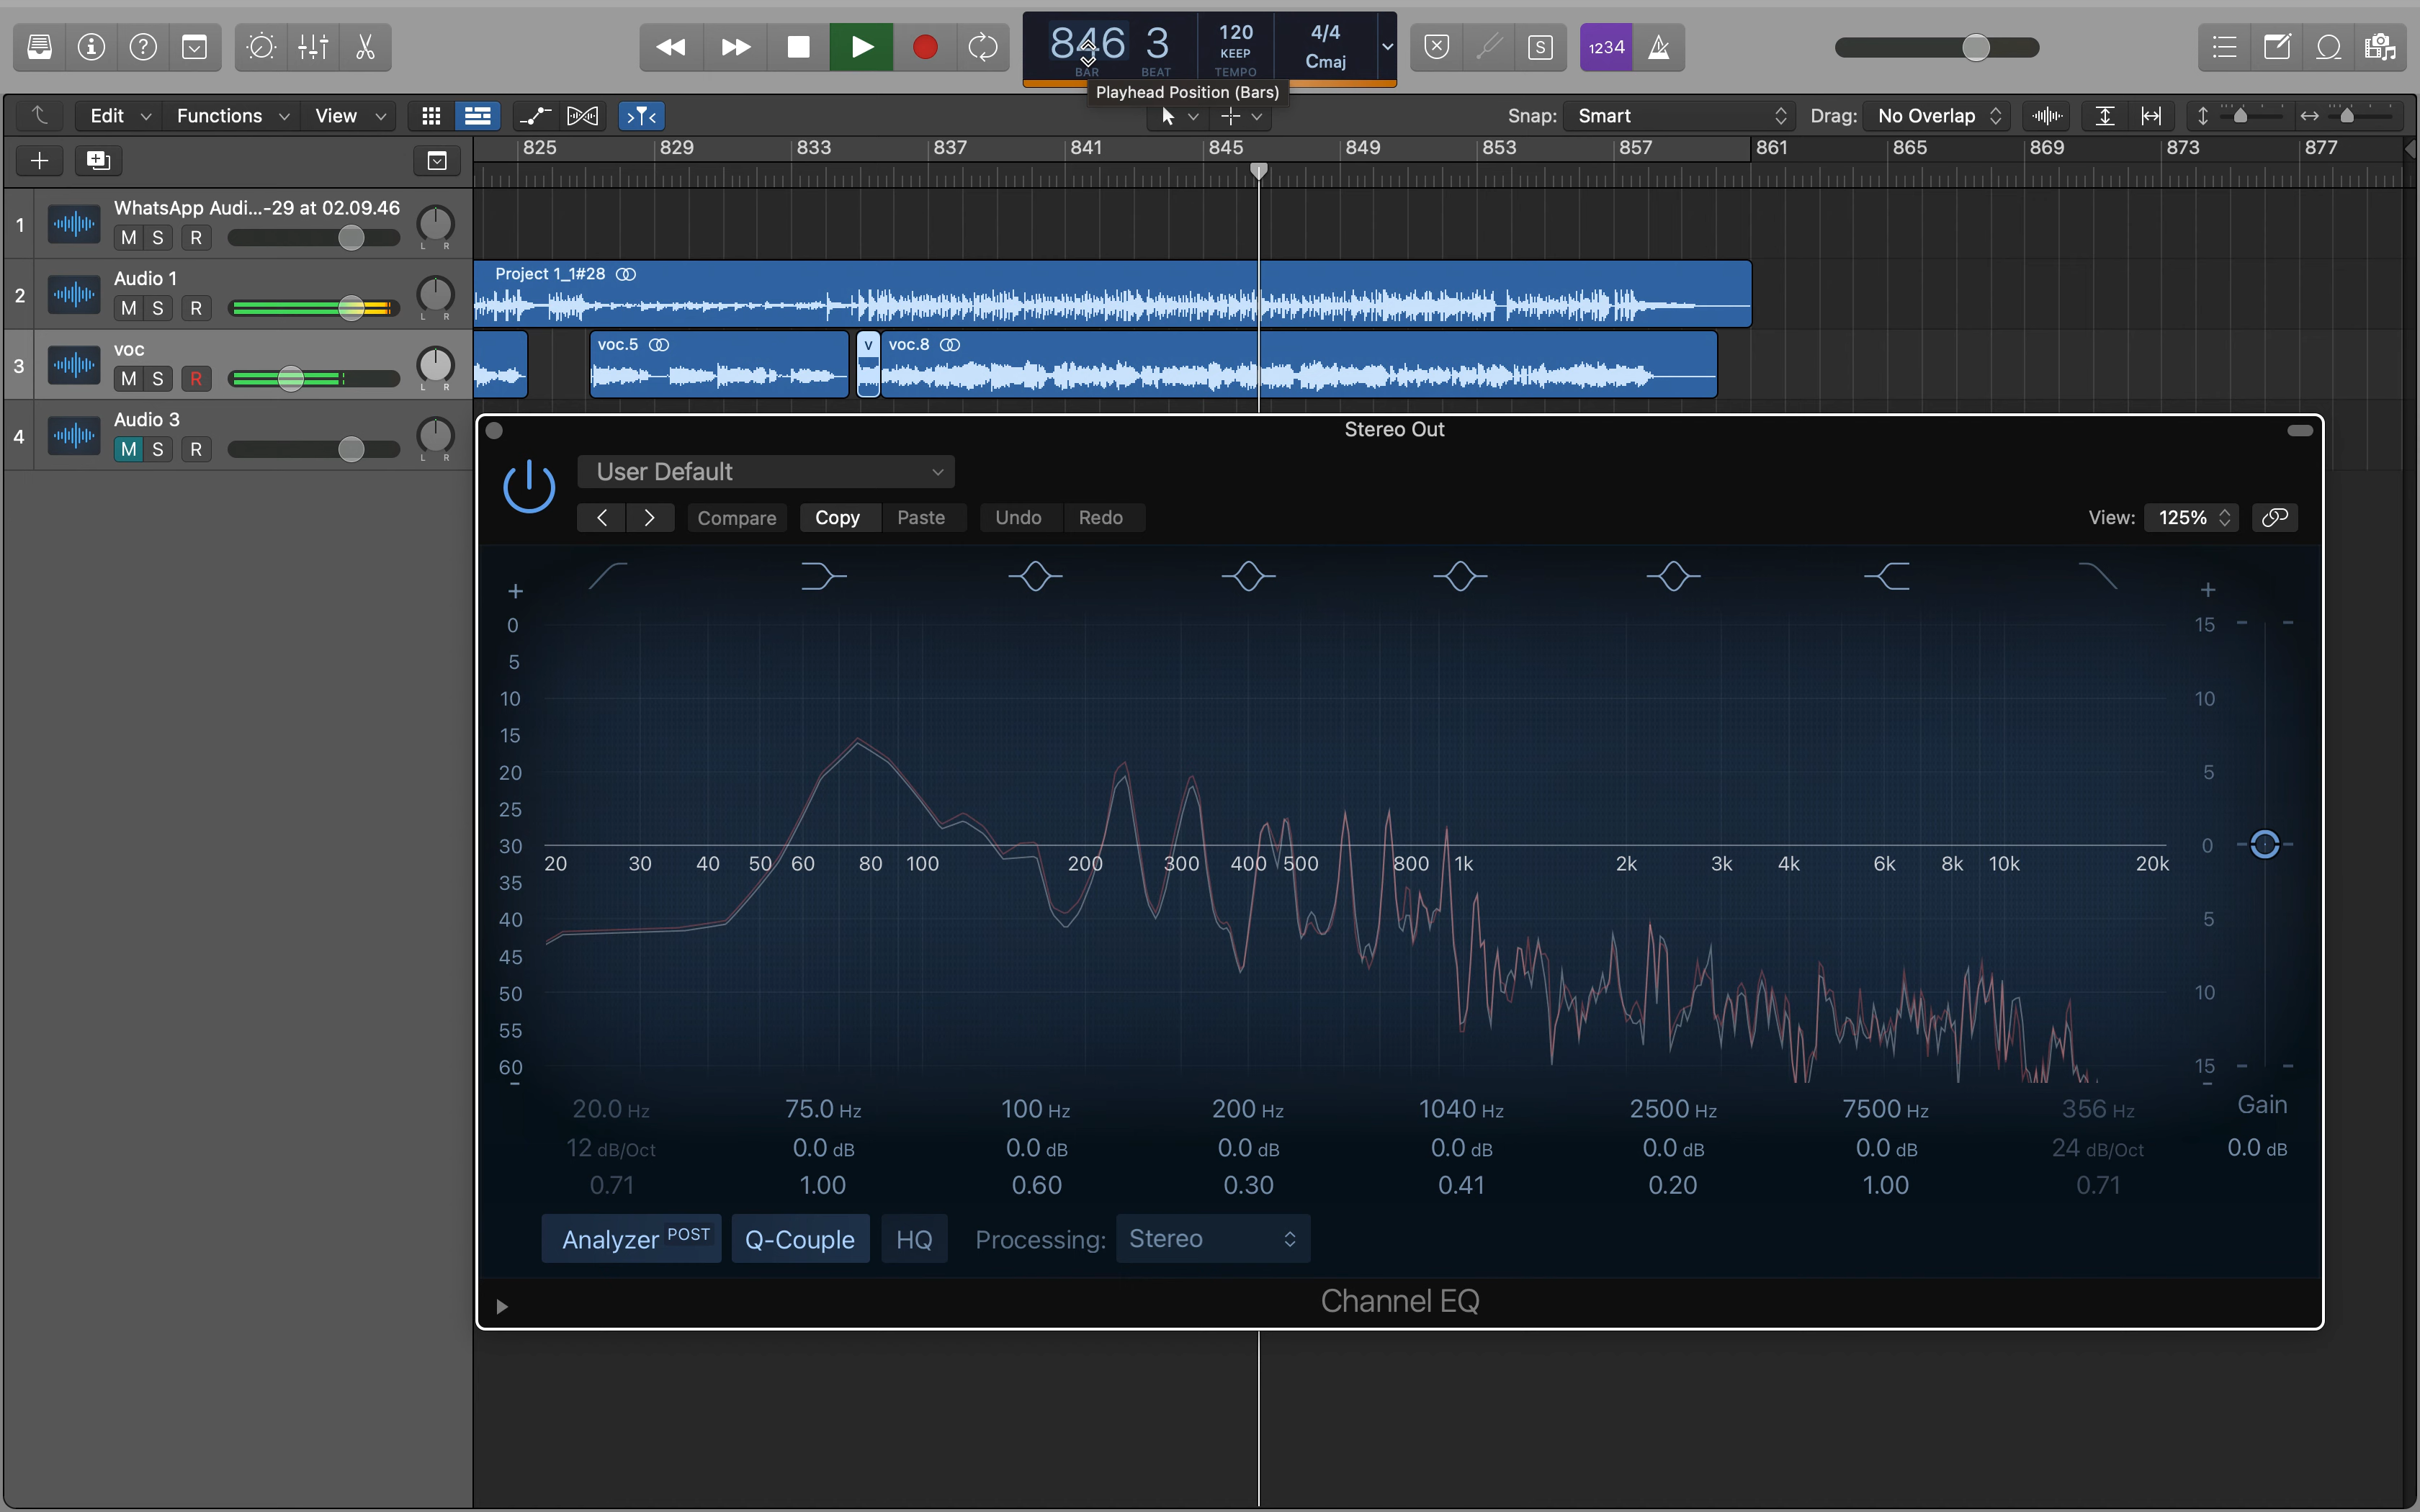 846 3 120 4/4
KEEP Cmaj
BAR BEAT TEMPO
1234
S
Playhead Position (Bars)
Edit Functions View Snap: Smart Drag: No Overlap
825 829 833 837 841 845 849 853 857 861 865 869 873 877
1 WhatsApp Audi...-29 at 02.09.46
M S R L R
2 Audio 1
M S R L R
Project 1_1#28
3 voc
M S R L R
voc.5 v voc.8
4 Audio 3
M S R L R
Stereo Out
User Default
Compare Copy Paste Undo Redo View: 125%
+ +
0 15
5
10 10
15
20 5
25
30 0
20 30 40 50 60 80 100 200 300 400 500 800 1k 2k 3k 4k 6k 8k 10k 20k
35
40 5
45
50 10
55
60 15
- -
20.0 Hz 75.0 Hz 100 Hz 200 Hz 1040 Hz 2500 Hz 7500 Hz 356 Hz Gain
12 dB/Oct 0.0 dB 0.0 dB 0.0 dB 0.0 dB 0.0 dB 0.0 dB 24 dB/Oct 0.0 dB
0.71 1.00 0.60 0.30 0.41 0.20 1.00 0.71
Analyzer POST Q-Couple HQ Processing: Stereo
Channel EQ